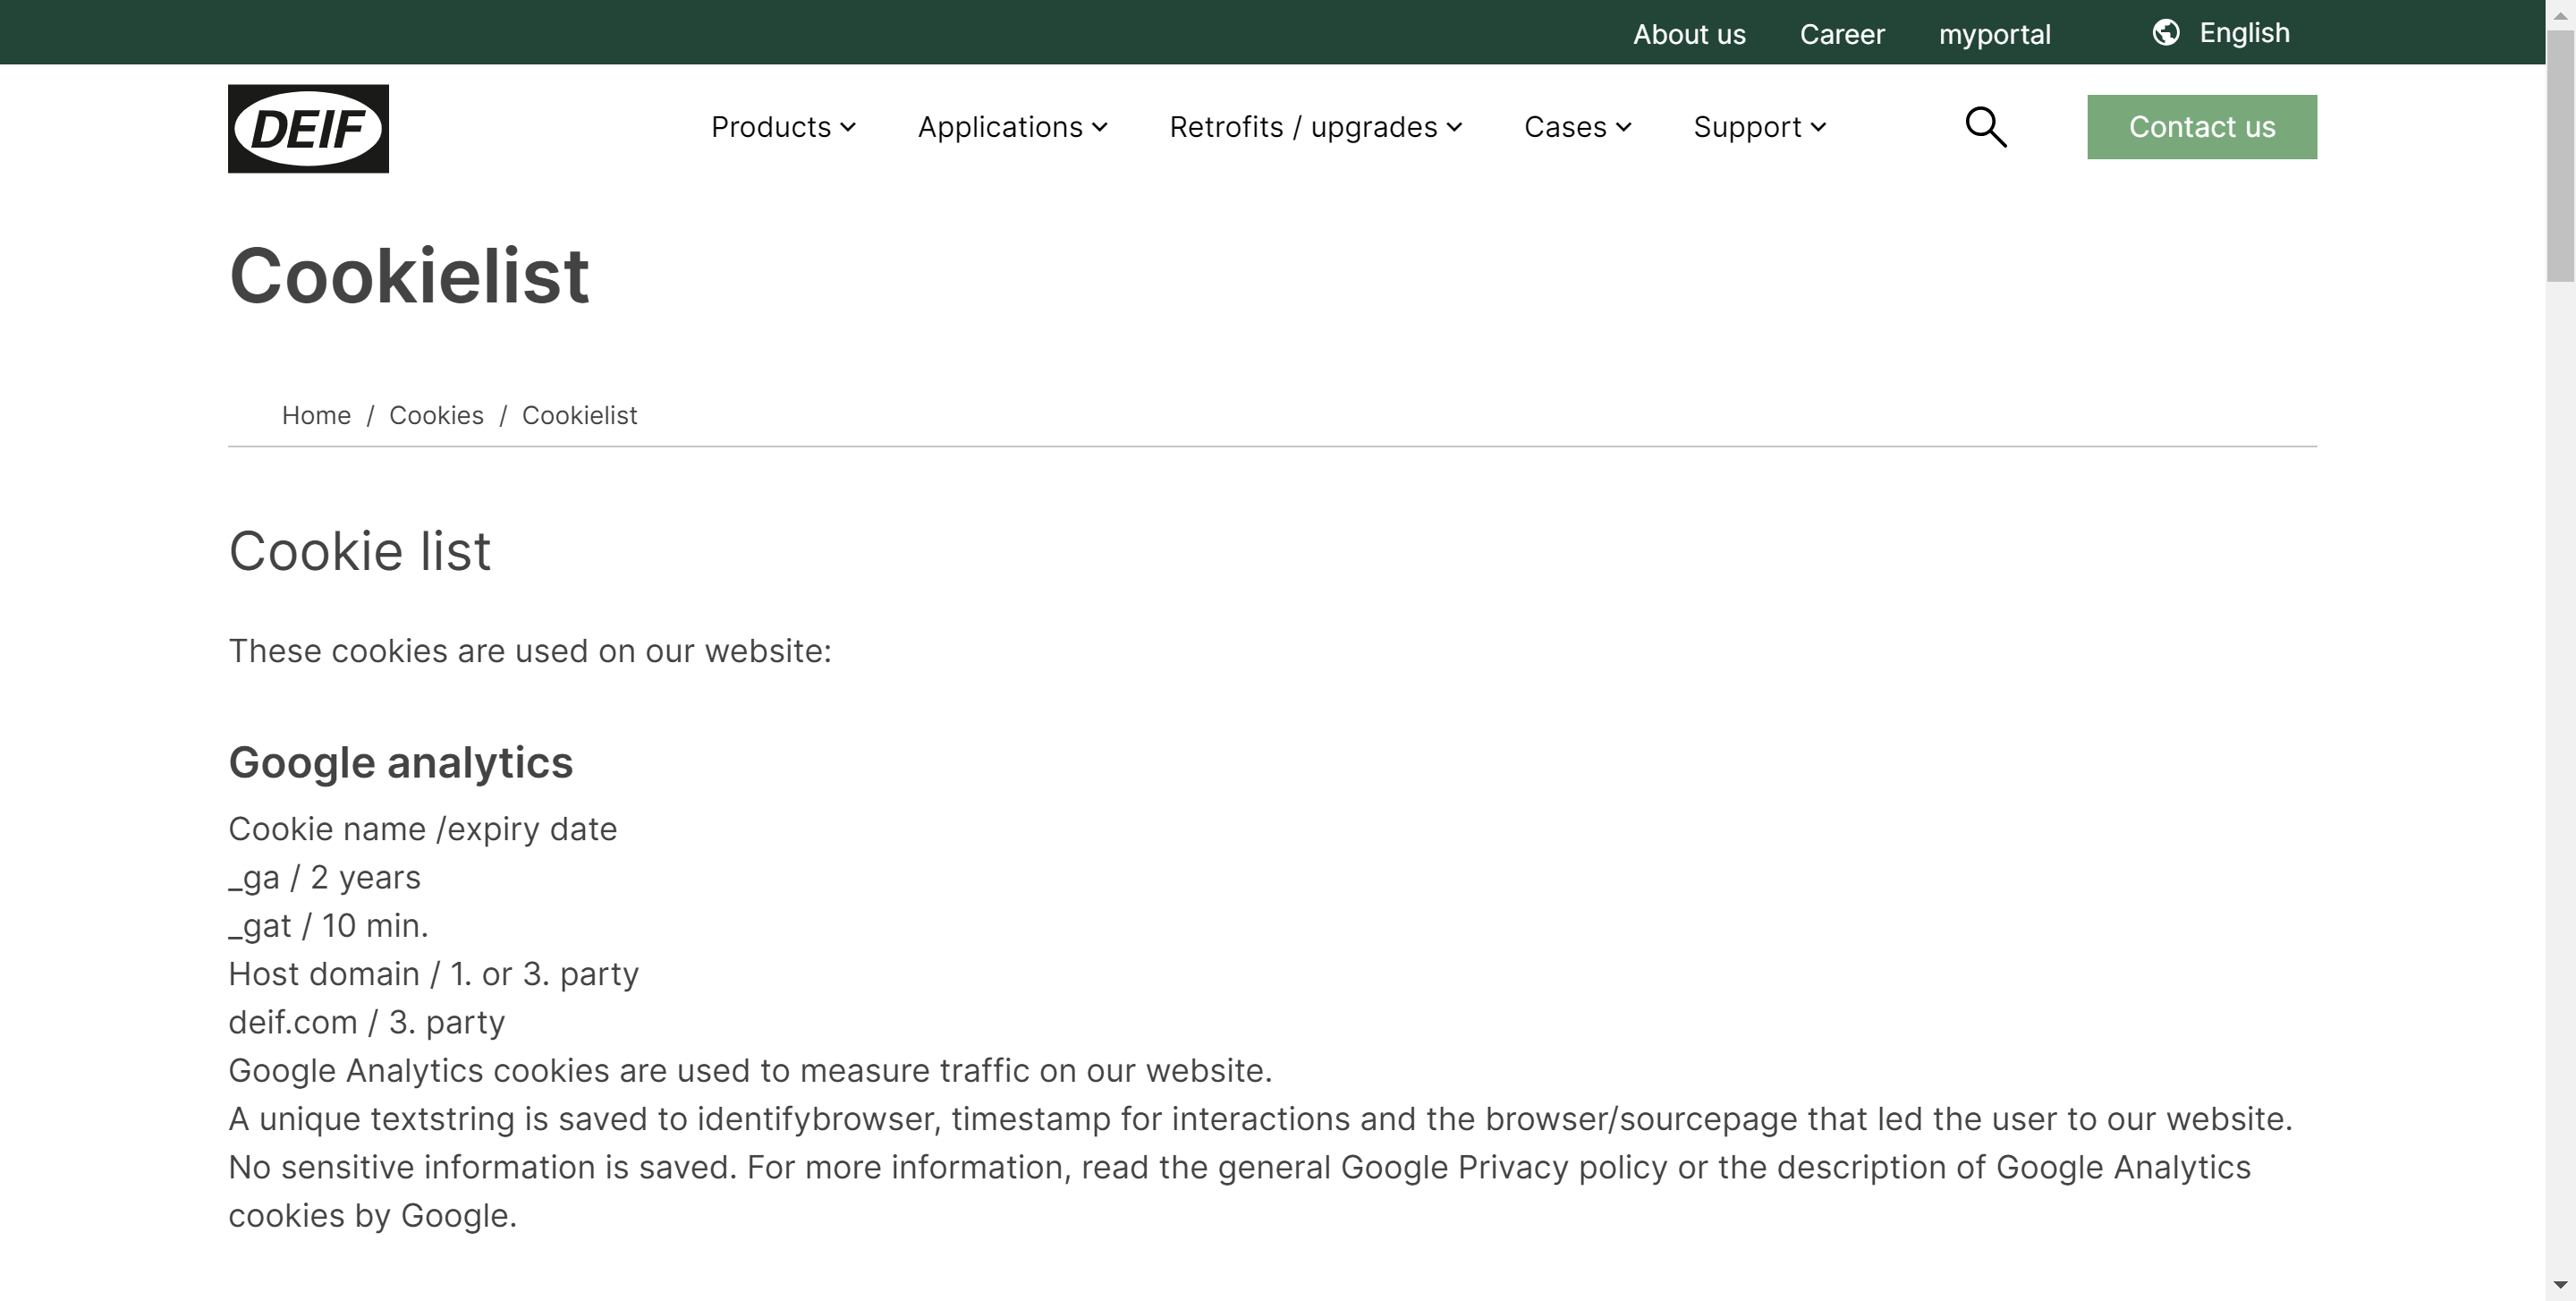 About us Career myportal English
DEIF Products Applications Retrofits / upgrades Cases Support Contact us
Cookielist
Home / Cookies / Cookielist
Cookie list
These cookies are used on our website:
Google analytics
Cookie name /expiry date
_ga / 2 years
_gat / 10 min.
Host domain / 1. or 3. party
deif.com / 3. party
Google Analytics cookies are used to measure traffic on our website.
A unique textstring is saved to identifybrowser, timestamp for interactions and the browser/sourcepage that led the user to our website.
No sensitive information is saved. For more information, read the general Google Privacy policy or the description of Google Analytics
cookies by Google.